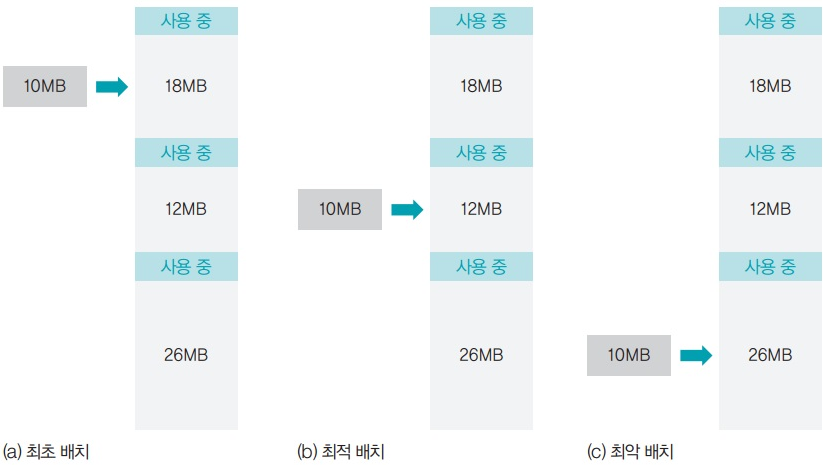 사용 중
10MB
18MB
사용 중
12MB
사용 중
26MB
(a) 최초 배치
사용 중
18MB
사용 중
10MB
12MB
사용 중
26MB
(b) 최적 배치
사용 중
18MB
사용 중
12MB
사용 중
10MB
26MB
(c) 최악 배치